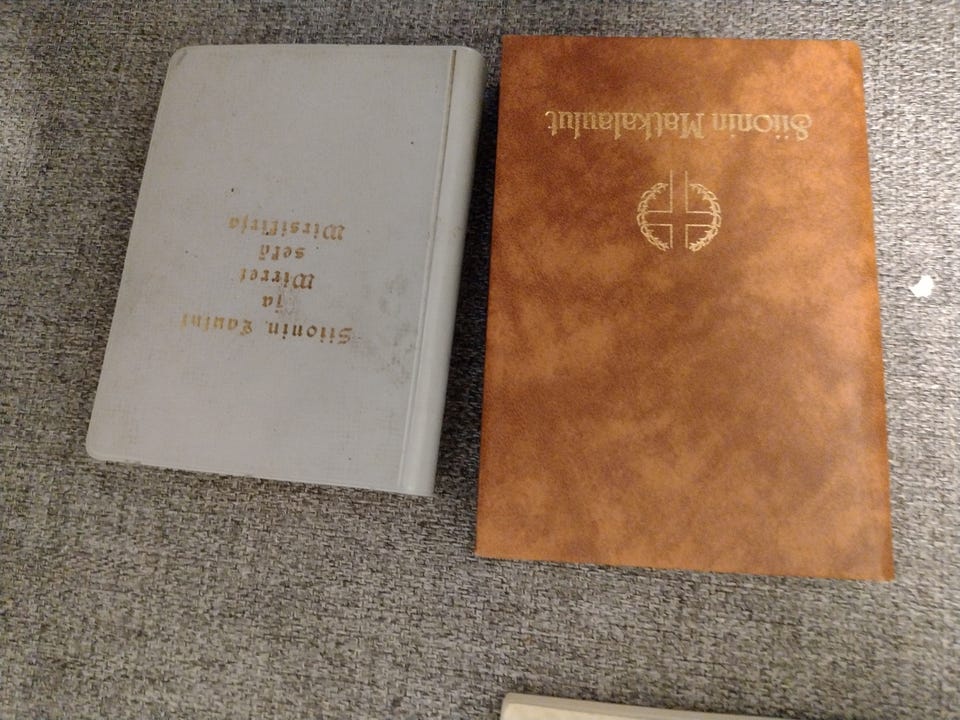 Siionin Laulut
ja
Wirret
sekä
Wirsikirja
Siionin Matkalaulut